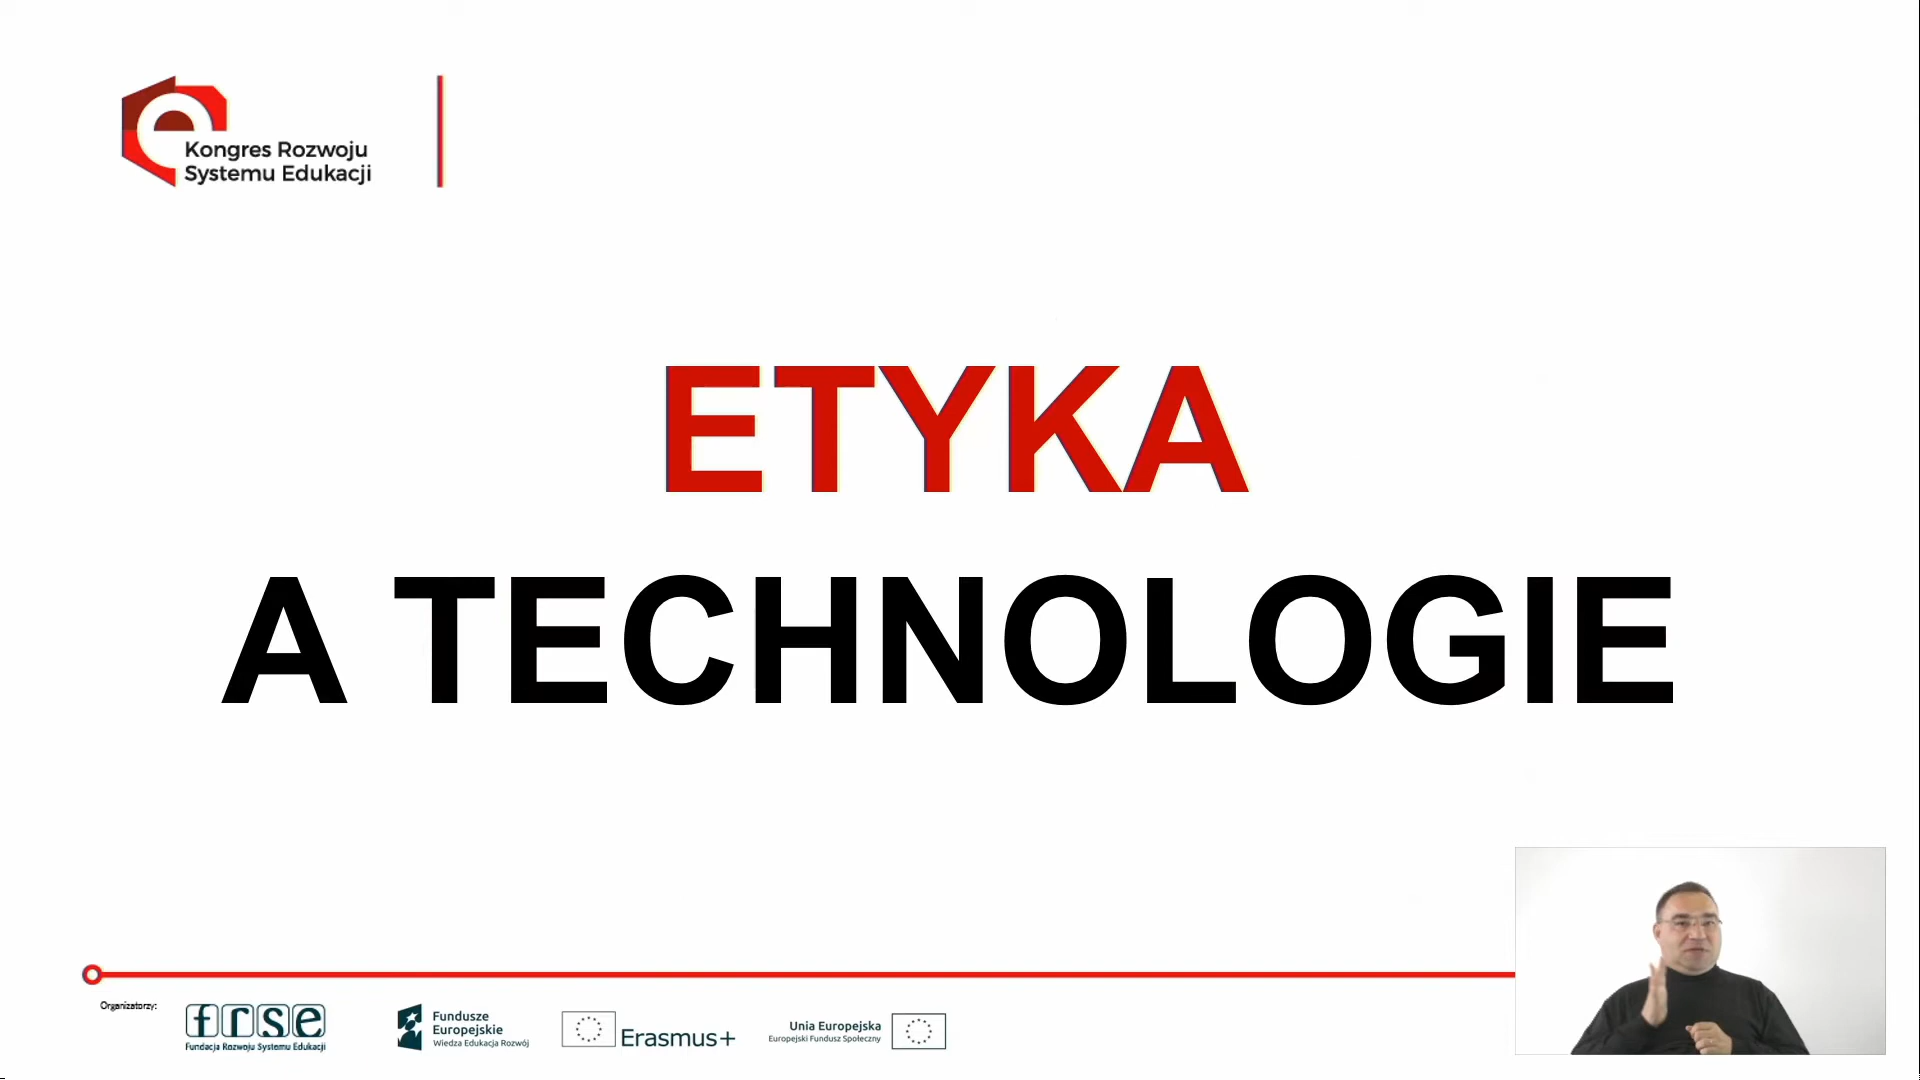 Kongres Rozwoju
Systemu Edukacji
ETYKA
A TECHNOLOGIE
Organizatorzy:
frse
Fundacja Rozwoju Systemu Edukacji
Fundusze
Europejskie
Wiedza Edukacja Rozwój
Erasmus+
Unia Europejska
Europejski Fundusz Społeczny